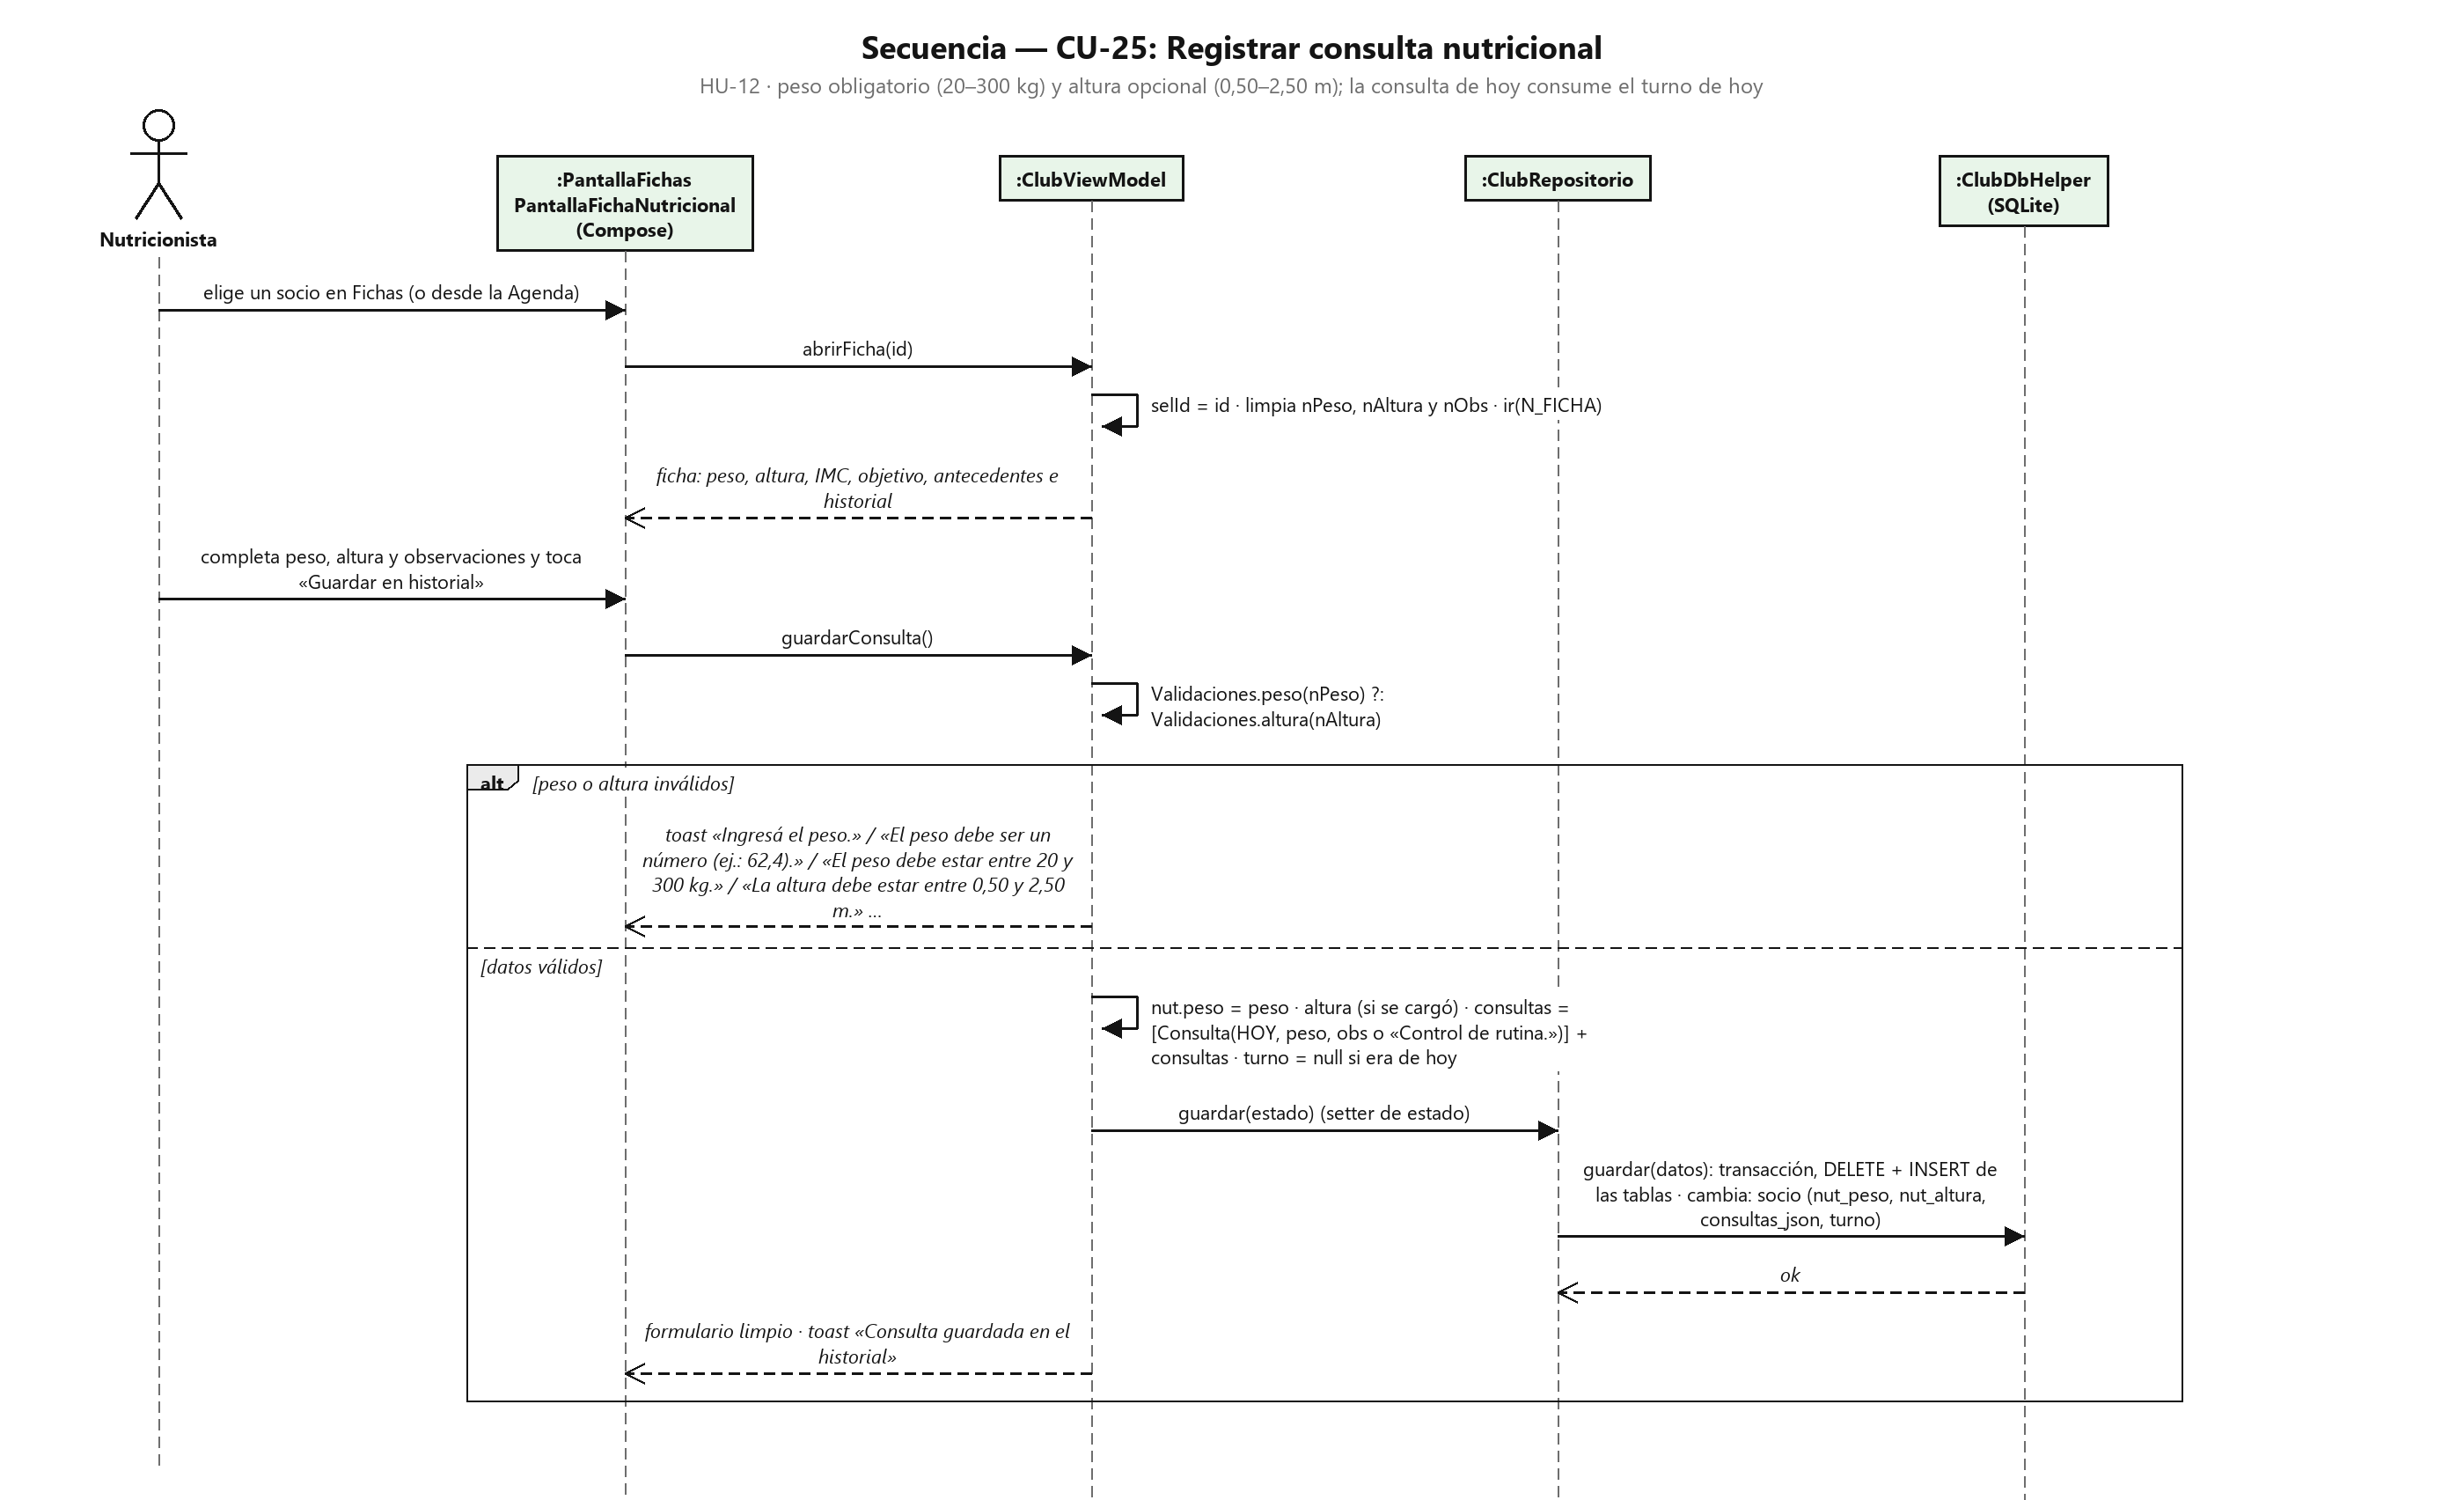 Secuencia — CU-25: Registrar consulta nutricional
HU-12 · peso obligatorio (20–300 kg) y altura opcional (0,50–2,50 m); la consulta de hoy consume el turno de hoy
Nutricionista
:PantallaFichas
PantallaFichaNutricional
(Compose)
:ClubViewModel
:ClubRepositorio
:ClubDbHelper
(SQLite)
elige un socio en Fichas (o desde la Agenda)
abrirFicha(id)
selId = id · limpia nPeso, nAltura y nObs · ir(N_FICHA)
ficha: peso, altura, IMC, objetivo, antecedentes e
historial
completa peso, altura y observaciones y toca
«Guardar en historial»
guardarConsulta()
Validaciones.peso(nPeso) ?:
Validaciones.altura(nAltura)
alt [peso o altura inválidos]
toast «Ingresá el peso.» / «El peso debe ser un
número (ej.: 62,4).» / «El peso debe estar entre 20 y
300 kg.» / «La altura debe estar entre 0,50 y 2,50
m.» ...
[datos válidos]
nut.peso = peso · altura (si se cargó) · consultas =
[Consulta(HOY, peso, obs o «Control de rutina.»)] +
consultas · turno = null si era de hoy
guardar(estado) (setter de estado)
guardar(datos): transacción, DELETE + INSERT de
las tablas · cambia: socio (nut_peso, nut_altura,
consultas_json, turno)
ok
formulario limpio · toast «Consulta guardada en el
historial»